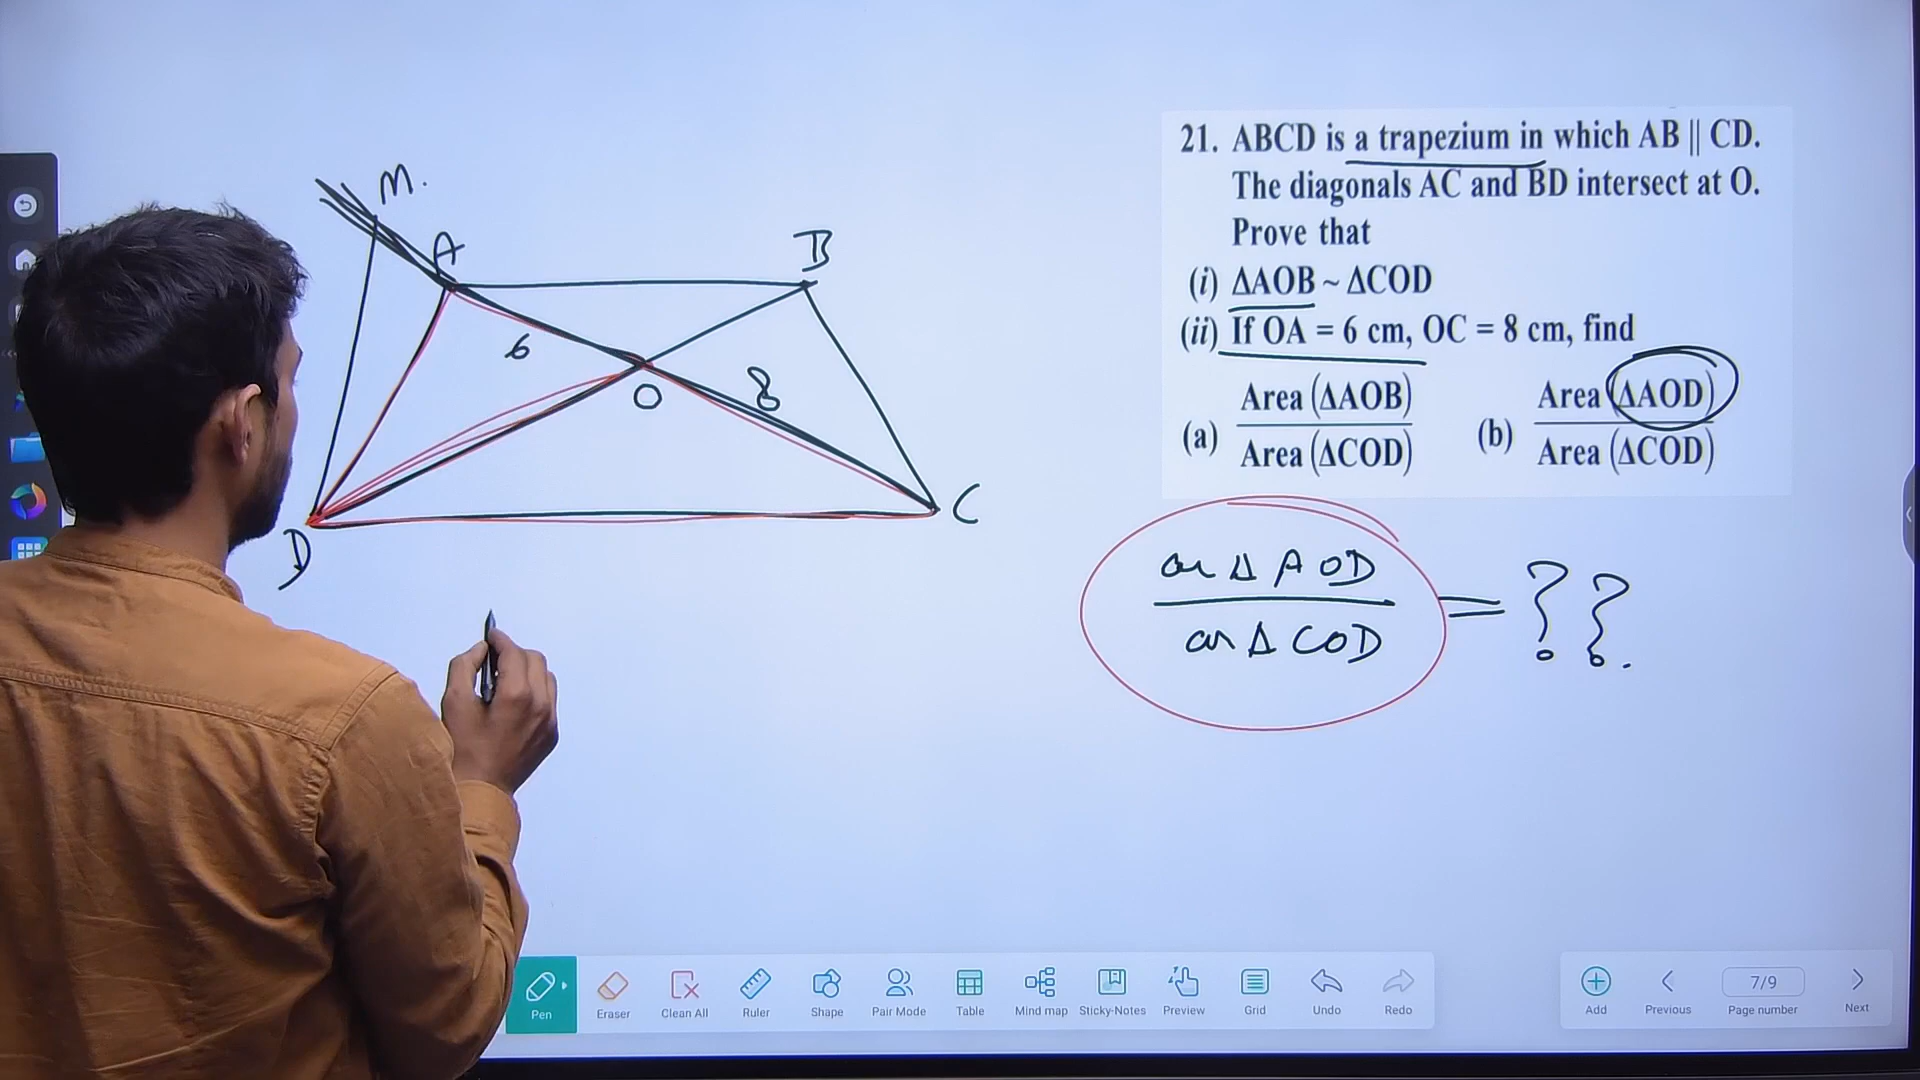 M.
A
B
6
O
8
C
D
21. ABCD is a trapezium in which AB || CD.
The diagonals AC and BD intersect at O.
Prove that
(i) ΔAOB ~ ΔCOD
(ii) If OA = 6 cm, OC = 8 cm, find
(a) Area (ΔAOB) / Area (ΔCOD) (b) Area (ΔAOD) / Area (ΔCOD)
ar Δ AOD
ar Δ COD
= ??.
Pen Eraser Clean All Ruler Shape Pair Mode Table Mind map Sticky-Notes Preview Grid Undo Redo
Add Previous 7/9 Page number Next